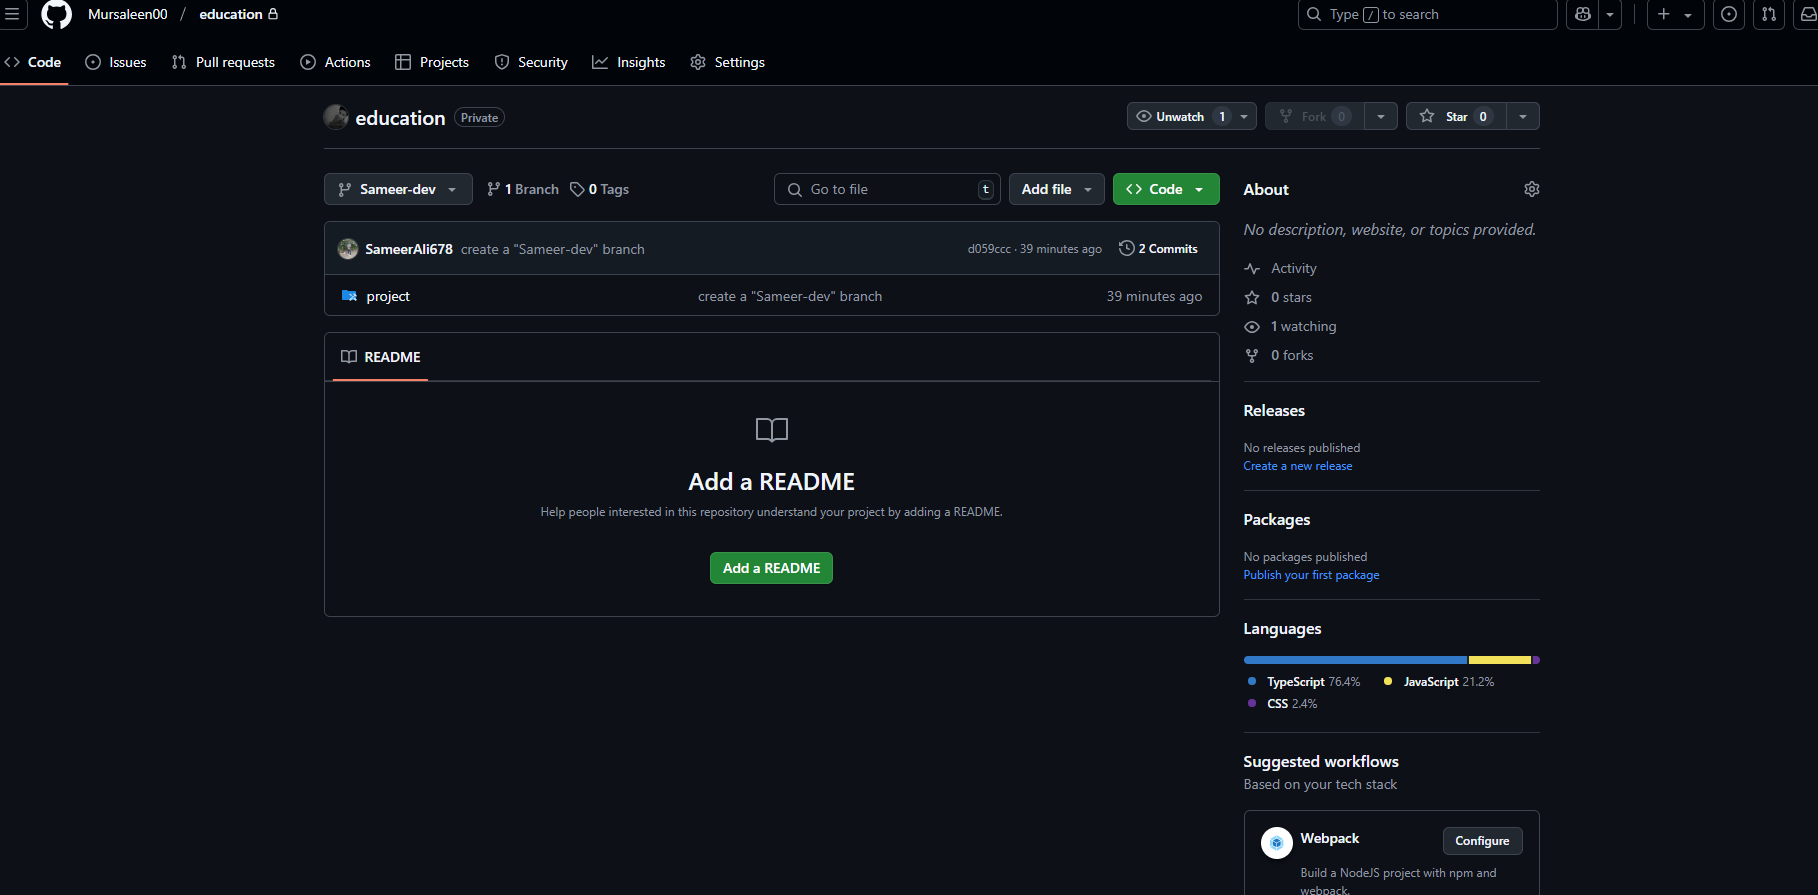 Mursaleen00 / education
Type / to search
Code
Issues
Pull requests
Actions
Projects
Security
Insights
Settings
education Private
Unwatch 1
Fork 0
Star 0
Sameer-dev
1 Branch
0 Tags
Go to file t
Add file
Code
SameerAli678 create a "Sameer-dev" branch d059ccc · 39 minutes ago 2 Commits
project create a "Sameer-dev" branch 39 minutes ago
README
Add a README
Help people interested in this repository understand your project by adding a README.
Add a README
About
No description, website, or topics provided.
Activity
0 stars
1 watching
0 forks
Releases
No releases published
Create a new release
Packages
No packages published
Publish your first package
Languages
TypeScript 76.4% JavaScript 21.2%
CSS 2.4%
Suggested workflows
Based on your tech stack
Webpack Configure
Build a NodeJS project with npm and
webpack.